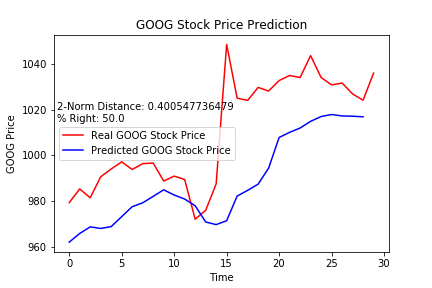 GOOG Stock Price Prediction
GOOG Price
1040
1020
1000
980
960
2-Norm Distance: 0.400547736479
% Right: 50.0
Real GOOG Stock Price
Predicted GOOG Stock Price
0
5
10
15
20
25
30
Time